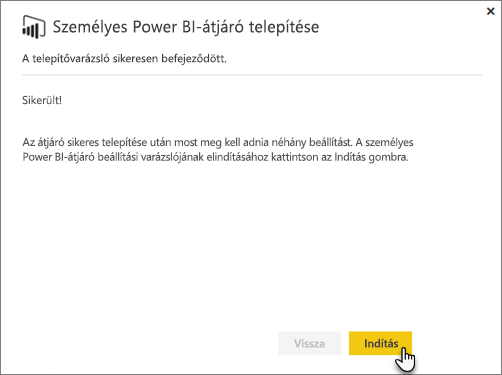 Személyes Power BI-átjáró telepítése
A telepítővarázsló sikeresen befejeződött.
Sikerült!
Az átjáró sikeres telepítése után most meg kell adnia néhány beállítást. A személyes
Power BI-átjáró beállítási varázslójának elindításához kattintson az Indítás gombra.
Vissza Indítás